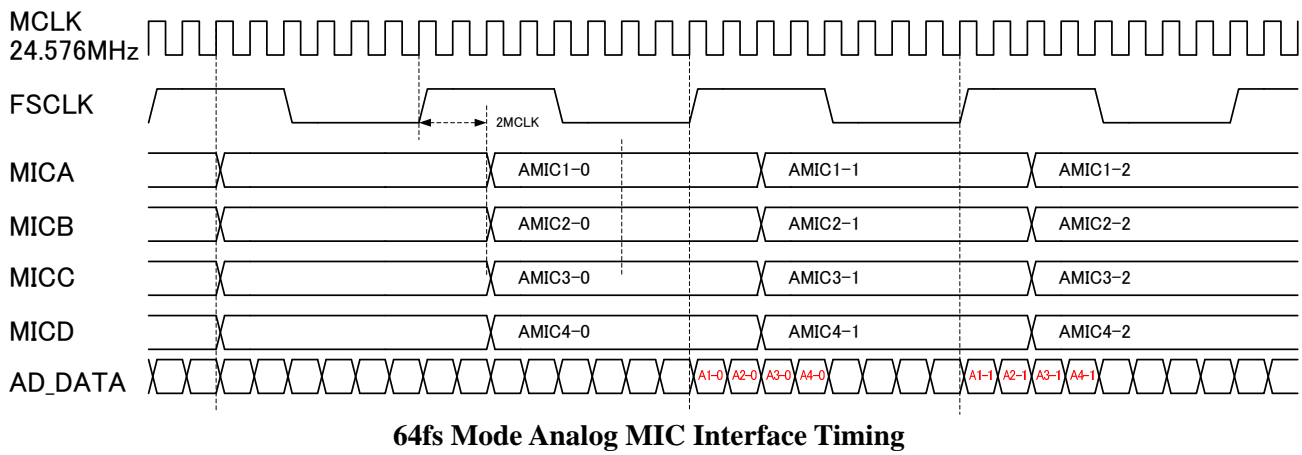 MCLK
24.576MHz
FSCLK
2MCLK
MICA AMIC1-0 AMIC1-1 AMIC1-2
MICB AMIC2-0 AMIC2-1 AMIC2-2
MICC AMIC3-0 AMIC3-1 AMIC3-2
MICD AMIC4-0 AMIC4-1 AMIC4-2
AD_DATA A1-0 A2-0 A3-0 A4-0 A1-1 A2-1 A3-1 A4-1
64fs Mode Analog MIC Interface Timing